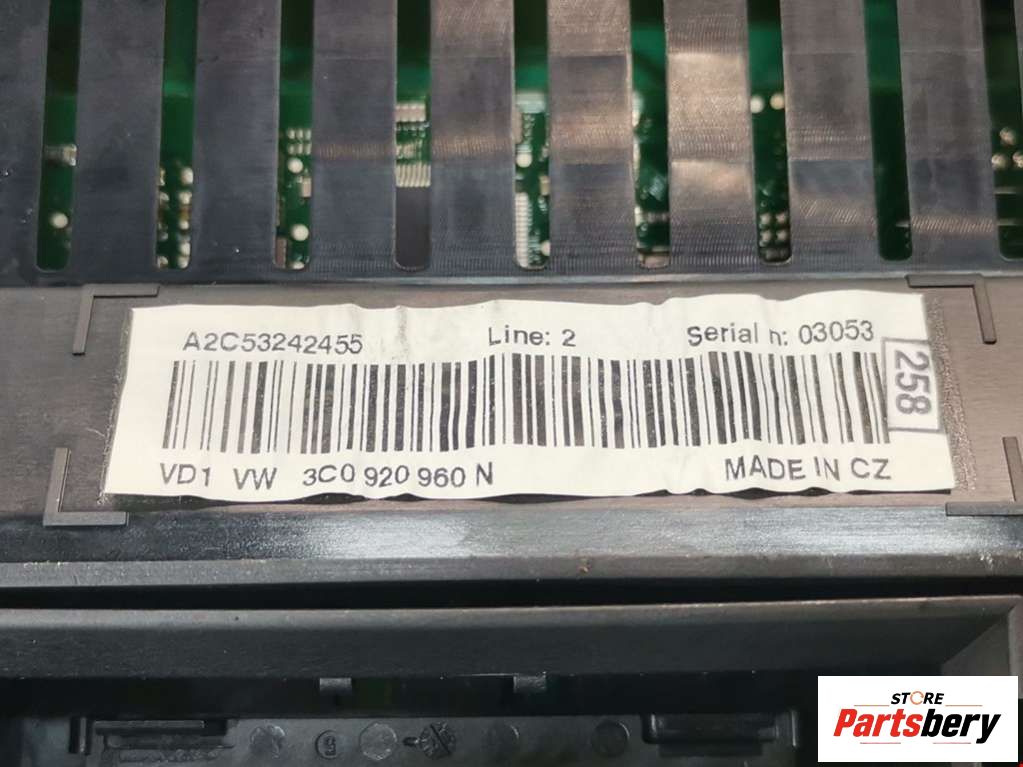 A2C53242455 Line: 2 Serial n: 03053
258
VD1 VW 3C0 920 960 N MADE IN CZ
STORE
Partsbery